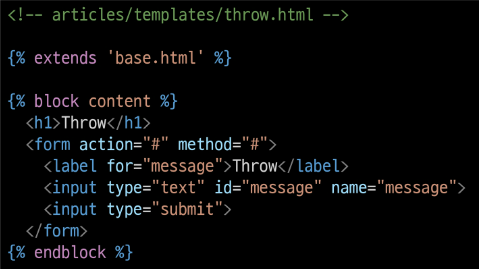 <!-- articles/templates/throw.html -->
{% extends 'base.html' %}
{% block content %}
<h1>Throw</h1>
<form action="#" method="#">
<label for="message">Throw</label>
<input type="text" id="message" name="message">
<input type="submit">
</form>
{% endblock %}